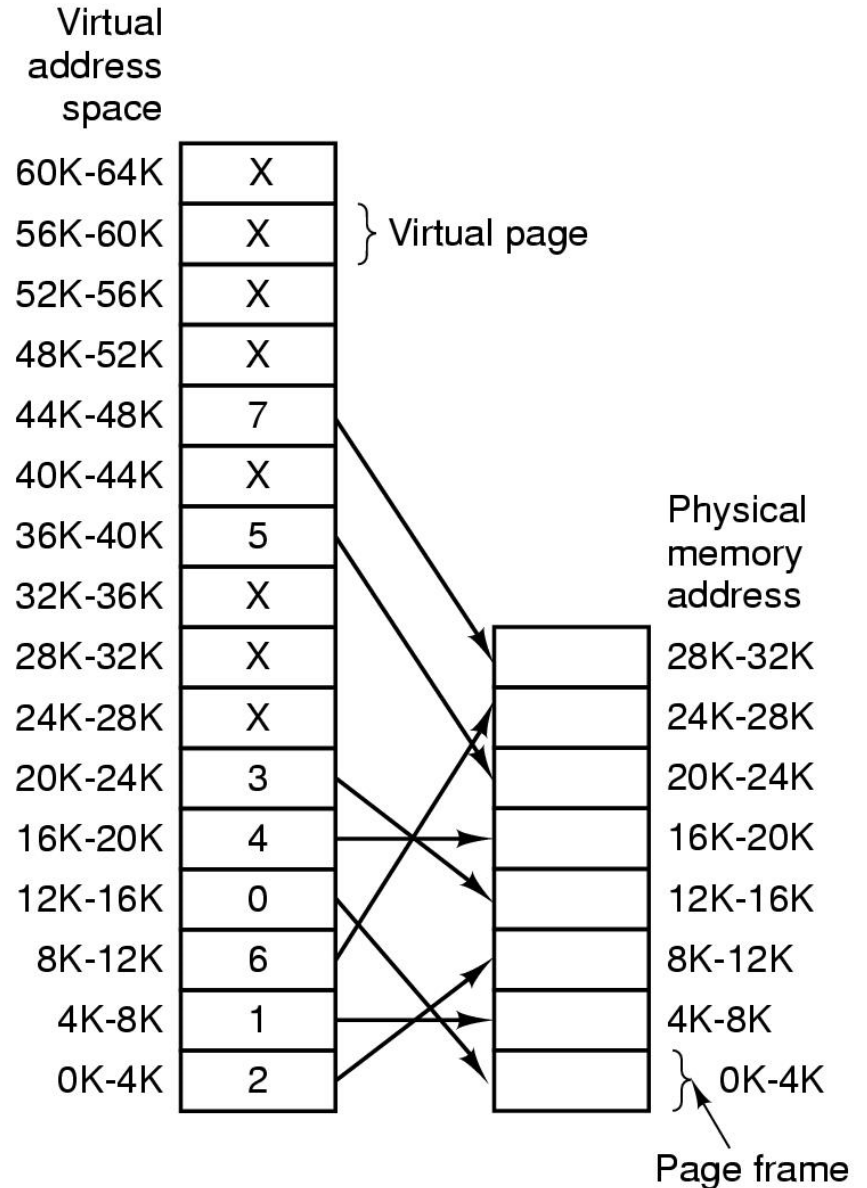 Virtual
address
space
60K-64K X
56K-60K X Virtual page
52K-56K X
48K-52K X
44K-48K 7
40K-44K X
36K-40K 5
32K-36K X
28K-32K X
24K-28K X
20K-24K 3
16K-20K 4
12K-16K 0
8K-12K 6
4K-8K 1
0K-4K 2
Physical
memory
address
28K-32K
24K-28K
20K-24K
16K-20K
12K-16K
8K-12K
4K-8K
0K-4K
Page frame